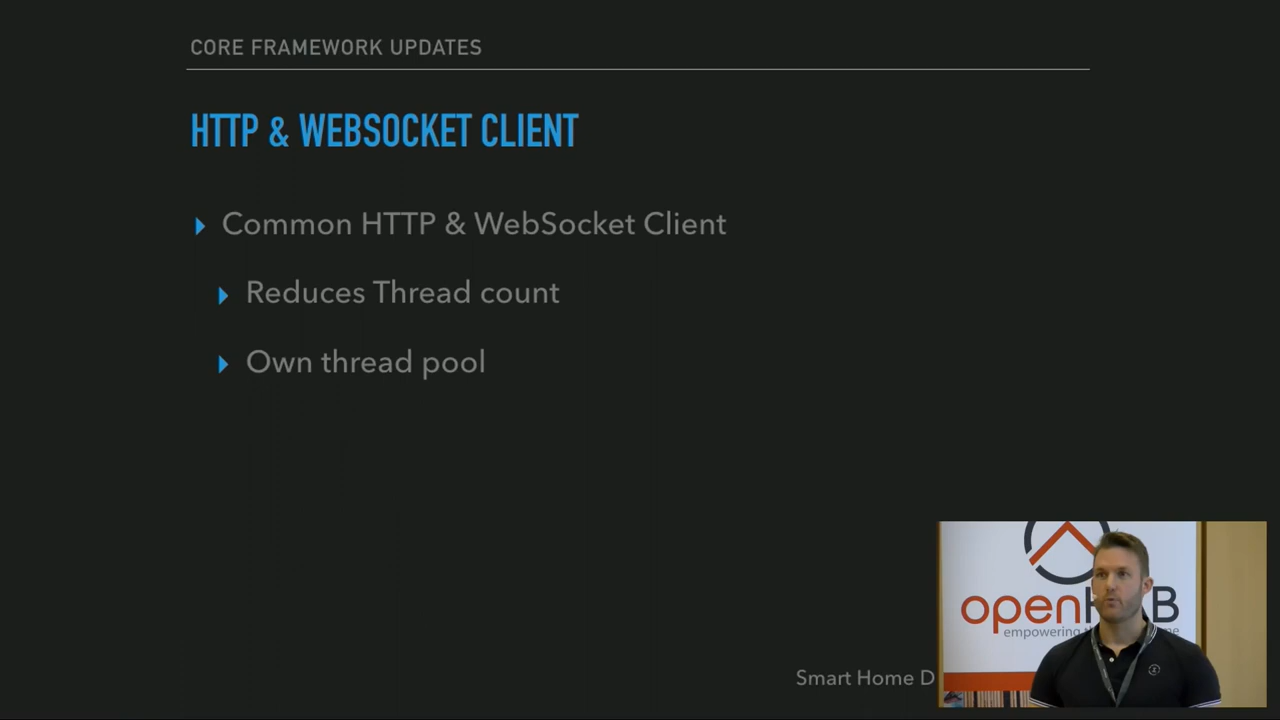 CORE FRAMEWORK UPDATES
HTTP & WEBSOCKET CLIENT
Common HTTP & WebSocket Client
Reduces Thread count
Own thread pool
openHAB
empowering
Smart Home D